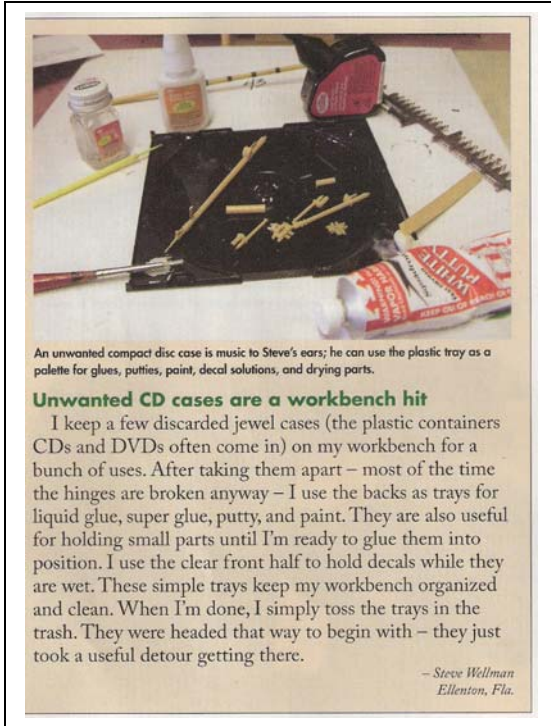 WHITE
PUTTY
An unwanted compact disc case is music to Steve's ears; he can use the plastic tray as a
palette for glues, putties, paint, decal solutions, and drying parts.
Unwanted CD cases are a workbench hit
I keep a few discarded jewel cases (the plastic containers
CDs and DVDs often come in) on my workbench for a
bunch of uses. After taking them apart – most of the time
the hinges are broken anyway – I use the backs as trays for
liquid glue, super glue, putty, and paint. They are also useful
for holding small parts until I'm ready to glue them into
position. I use the clear front half to hold decals while they
are wet. These simple trays keep my workbench organized
and clean. When I'm done, I simply toss the trays in the
trash. They were headed that way to begin with – they just
took a useful detour getting there.
– Steve Wellman
Ellenton, Fla.